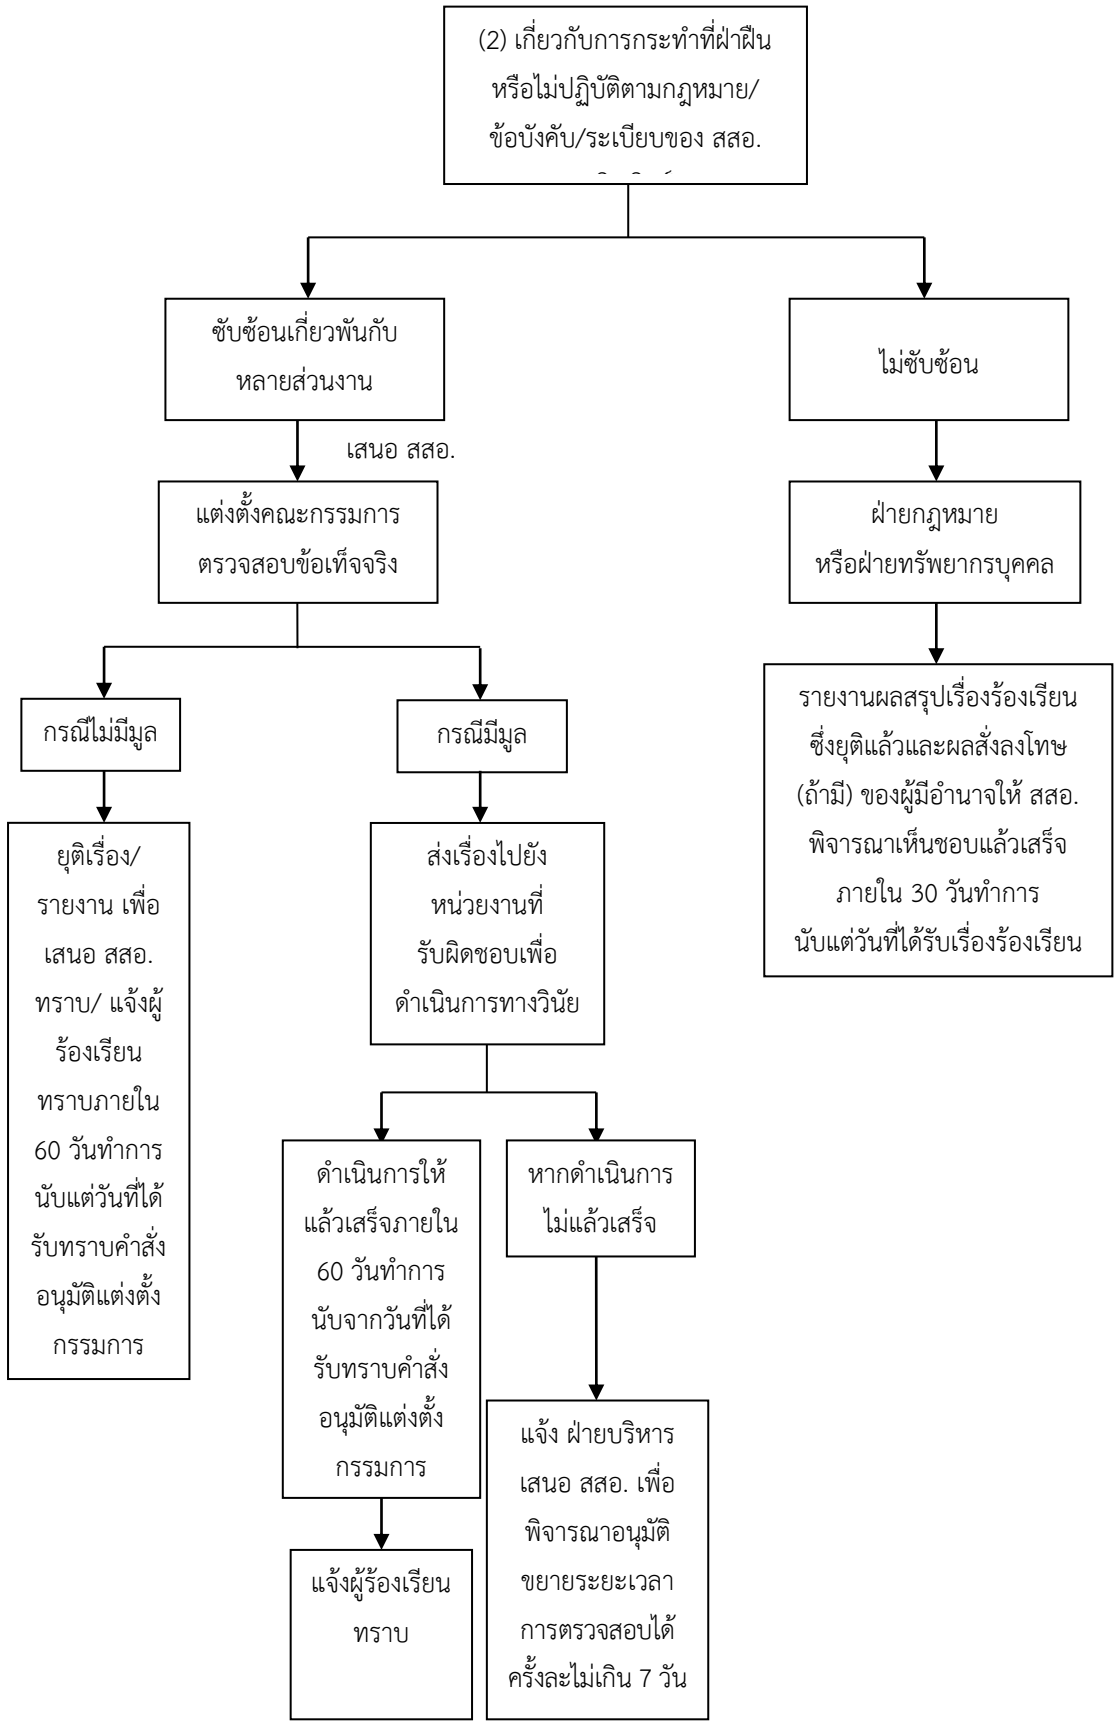 (2) เกี่ยวกับการกระทำที่ฝ่าฝืน
หรือไม่ปฏิบัติตามกฎหมาย/
ข้อบังคับ/ระเบียบของ สสอ.
ซับซ้อนเกี่ยวพันกับ
หลายส่วนงาน
ไม่ซับซ้อน
เสนอ สสอ.
แต่งตั้งคณะกรรมการ
ตรวจสอบข้อเท็จจริง
ฝ่ายกฎหมาย
หรือฝ่ายทรัพยากรบุคคล
กรณีไม่มีมูล
กรณีมีมูล
รายงานผลสรุปเรื่องร้องเรียน
ซึ่งยุติแล้วและผลสั่งลงโทษ
(ถ้ามี) ของผู้มีอำนาจให้ สสอ.
พิจารณาเห็นชอบแล้วเสร็จ
ภายใน 30 วันทำการ
นับแต่วันที่ได้รับเรื่องร้องเรียน
ยุติเรื่อง/
รายงาน เพื่อ
เสนอ สสอ.
ทราบ/ แจ้งผู้
ร้องเรียน
ทราบภายใน
60 วันทำการ
นับแต่วันที่ได้
รับทราบคำสั่ง
อนุมัติแต่งตั้ง
กรรมการ
ส่งเรื่องไปยัง
หน่วยงานที่
รับผิดชอบเพื่อ
ดำเนินการทางวินัย
ดำเนินการให้
แล้วเสร็จภายใน
60 วันทำการ
นับจากวันที่ได้
รับทราบคำสั่ง
อนุมัติแต่งตั้ง
กรรมการ
หากดำเนินการ
ไม่แล้วเสร็จ
แจ้ง ฝ่ายบริหาร
เสนอ สสอ. เพื่อ
พิจารณาอนุมัติ
ขยายระยะเวลา
การตรวจสอบได้
ครั้งละไม่เกิน 7 วัน
แจ้งผู้ร้องเรียน
ทราบ